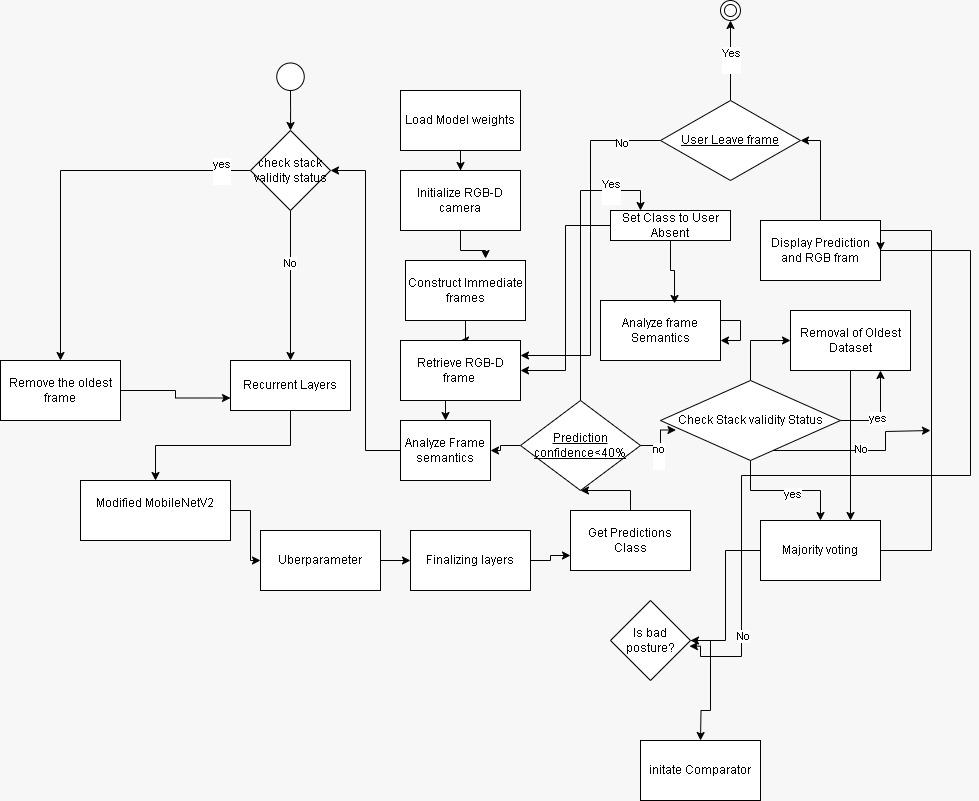 Yes
Load Model weights
User Leave frame
No
check stack
validity status
yes
Initialize RGB-D
camera
Yes
Set Class to User
Absent
Display Prediction
and RGB fram
No
Construct Immediate
frames
Analyze frame
Semantics
Removal of Oldest
Dataset
Remove the oldest
frame
Recurrent Layers
Retrieve RGB-D
frame
Check Stack validity Status
yes
Analyze Frame
semantics
Prediction
confidence<40%
no
No
yes
Modified MobileNetV2
Get Predictions
Class
Majority voting
Uberparameter
Finalizing layers
Is bad
posture?
No
initate Comparator